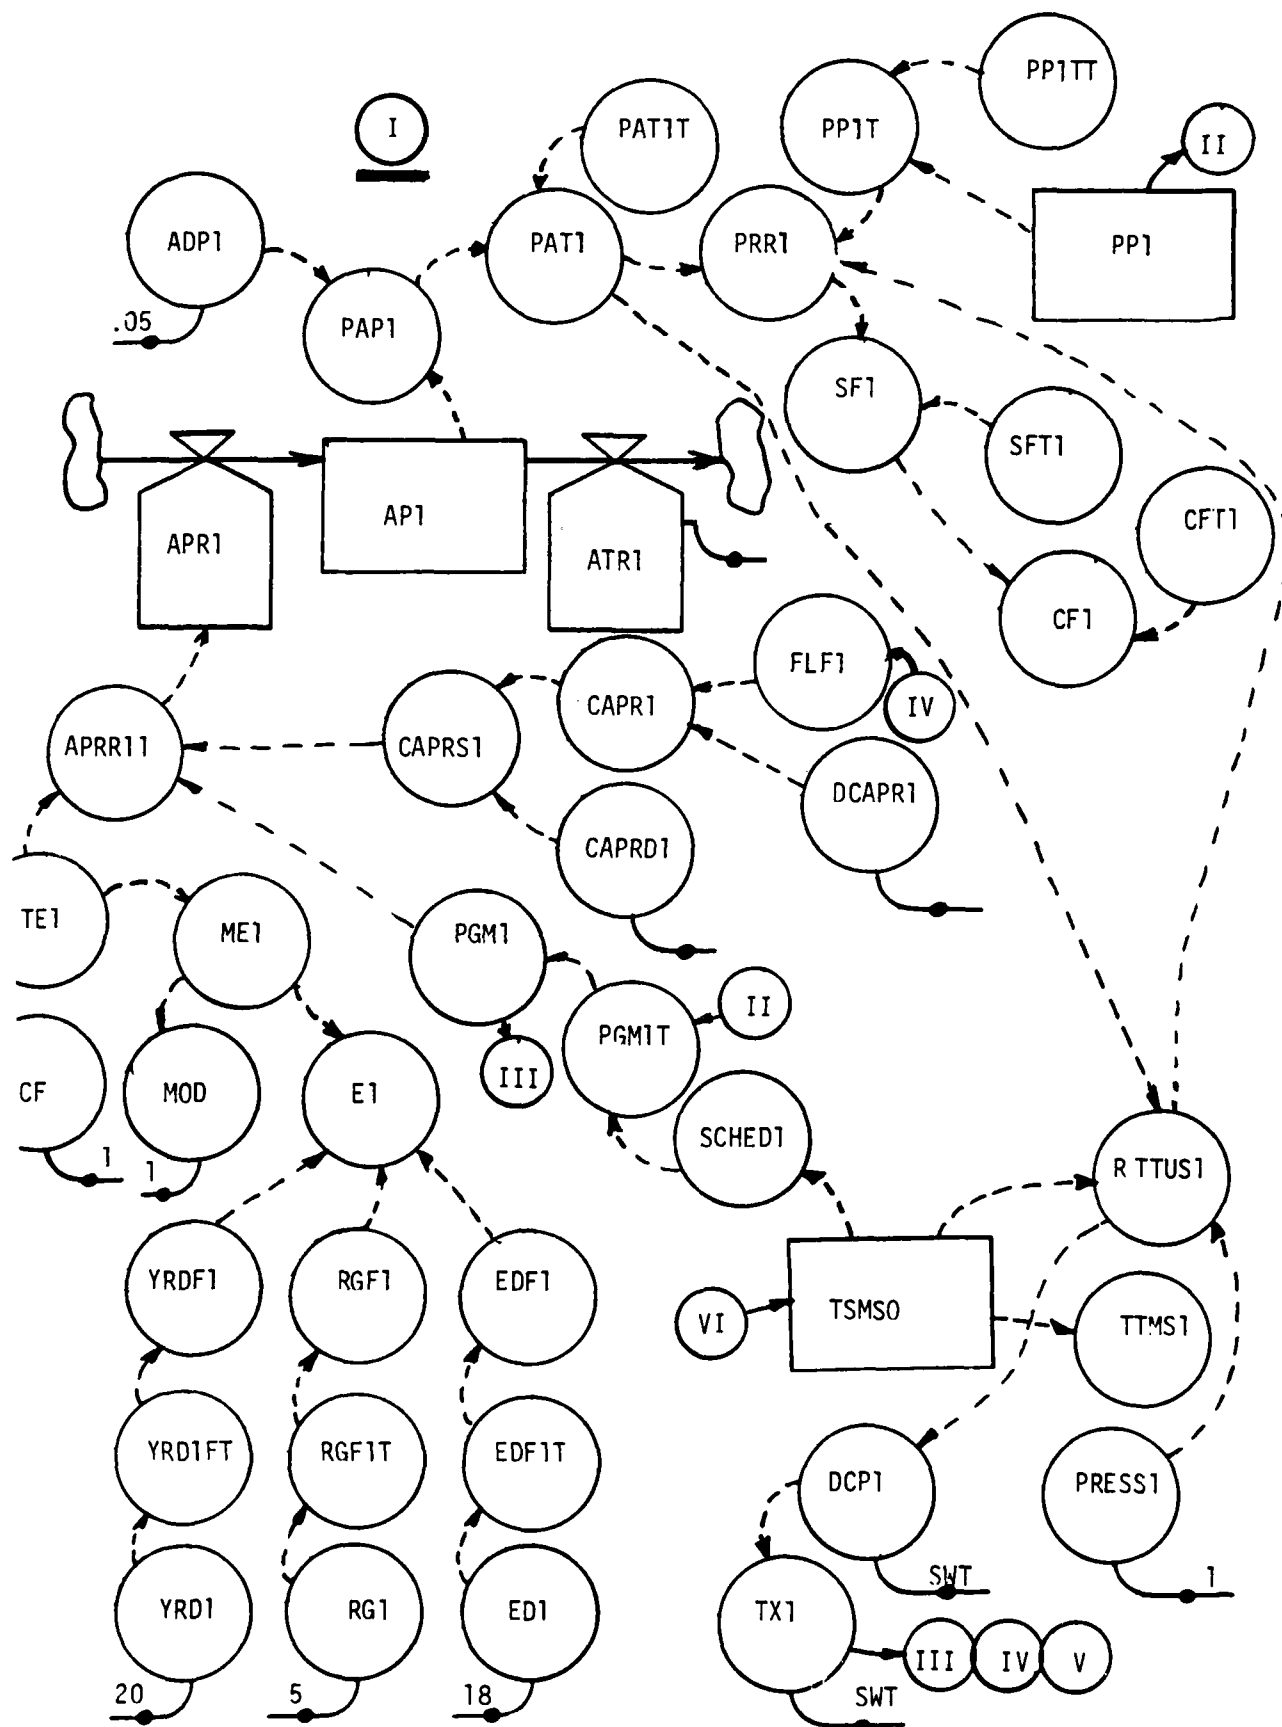 PP1TT
I
PAT1T
PP1T
II
ADP1
PAT1
PRR1
PP1
.05
PAP1
SF1
SFT1
CFT1
APR1
AP1
ATR1
CF1
FLF1
IV
CAPR1
APRR11
CAPRS1
DCAPR1
CAPRD1
TE1
ME1
PGM1
II
PGM1T
III
CF
MOD
E1
SCHED1
1
1
R TTUS1
YRDF1
RGF1
EDF1
VI
TSMSO
TTMS1
YRD1FT
RGF1T
EDF1T
DCP1
PRESS1
SWT
1
YRD1
RG1
ED1
TX1
III
IV
V
20
5
18
SWT